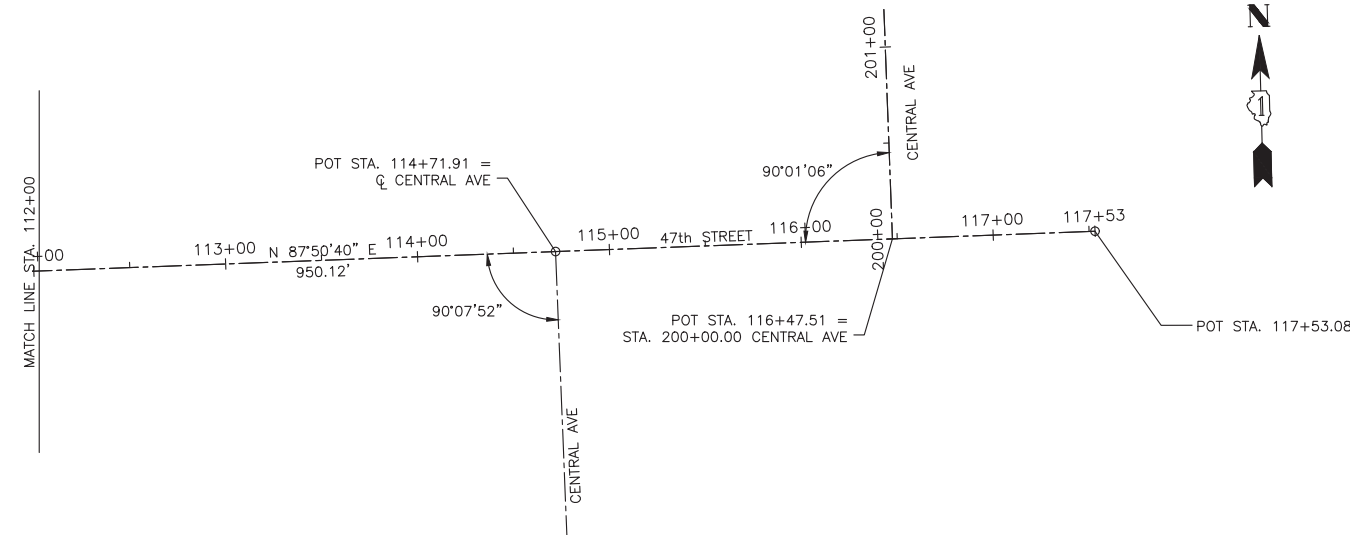 N
1
201+00
CENTRAL AVE
POT STA. 114+71.91 =
℄ CENTRAL AVE
90°01'06"
MATCH LINE STA. 112+00
+00
113+00
N 87°50'40" E
950.12'
114+00
115+00
47th STREET
116+00
200+00
117+00
117+53
90°07'52"
POT STA. 116+47.51 =
STA. 200+00.00 CENTRAL AVE
POT STA. 117+53.08
CENTRAL AVE